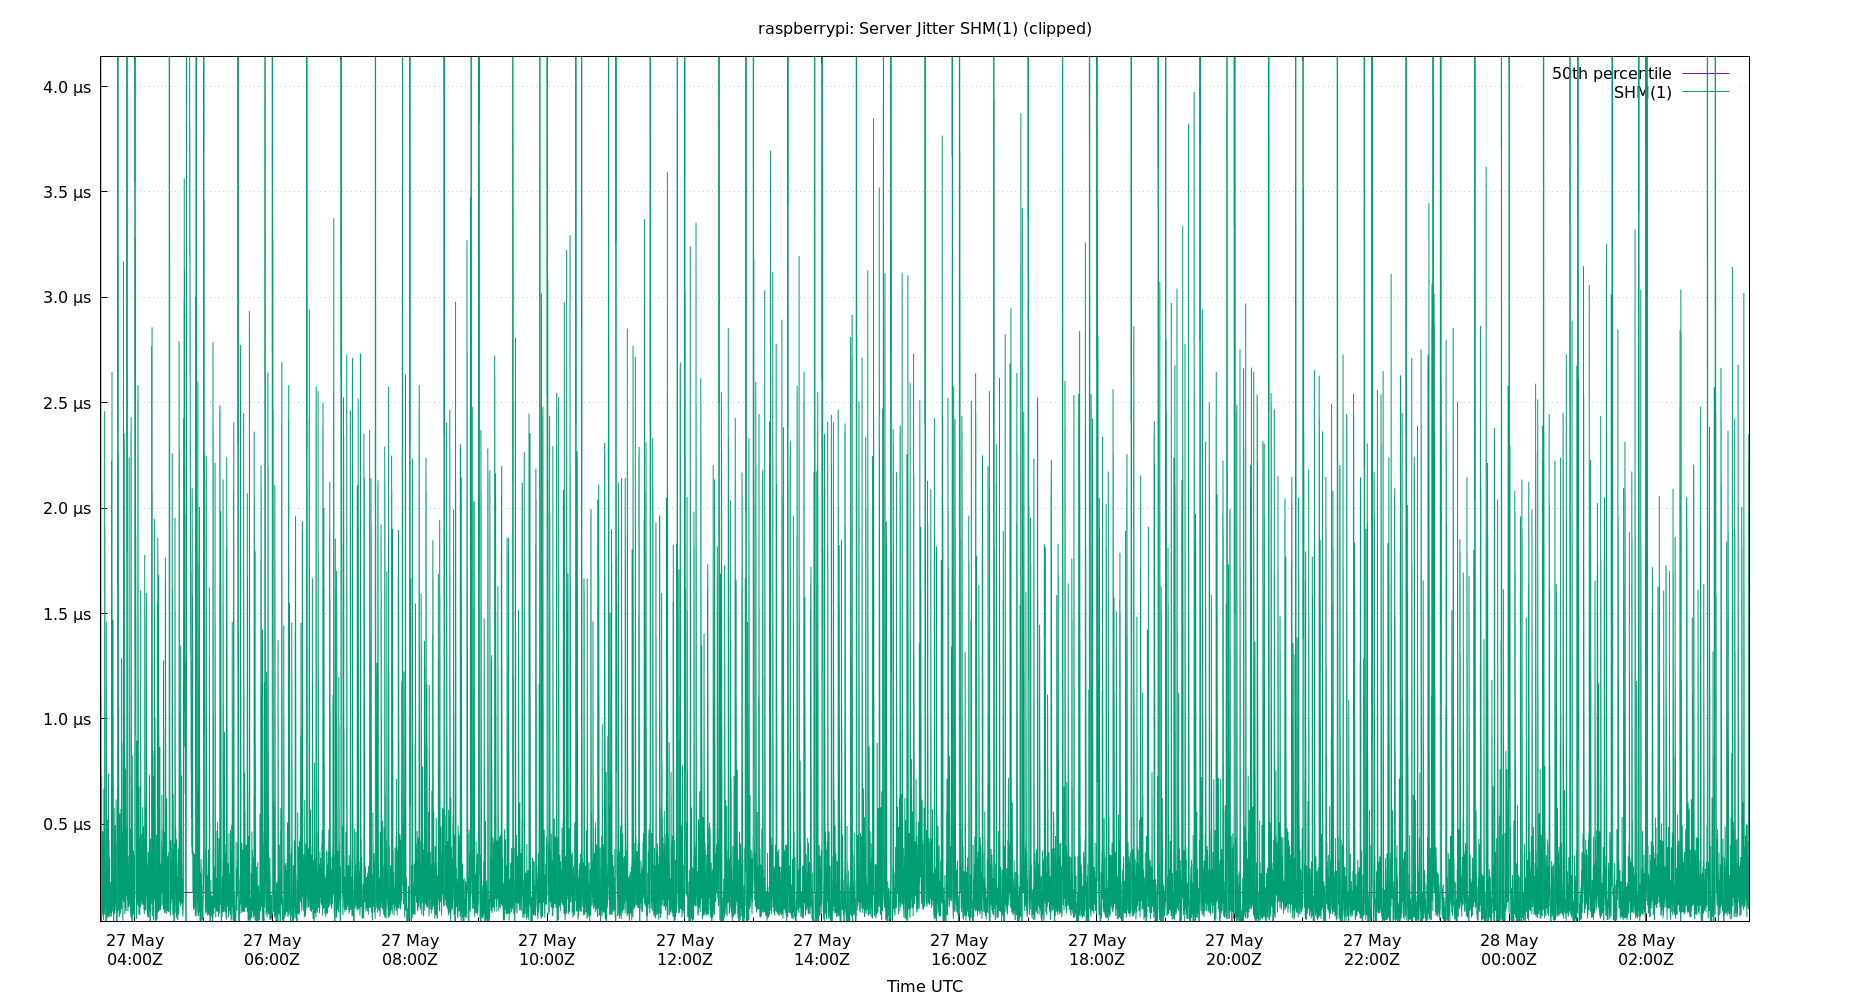 raspberrypi: Server Jitter SHM(1) (clipped)
50th percentile
SHM(1)
4.0 µs
3.5 µs
3.0 µs
2.5 µs
2.0 µs
1.5 µs
1.0 µs
0.5 µs
27 May 27 May 27 May 27 May 27 May 27 May 27 May 27 May 27 May 27 May 28 May 28 May
04:00Z 06:00Z 08:00Z 10:00Z 12:00Z 14:00Z 16:00Z 18:00Z 20:00Z 22:00Z 00:00Z 02:00Z
Time UTC